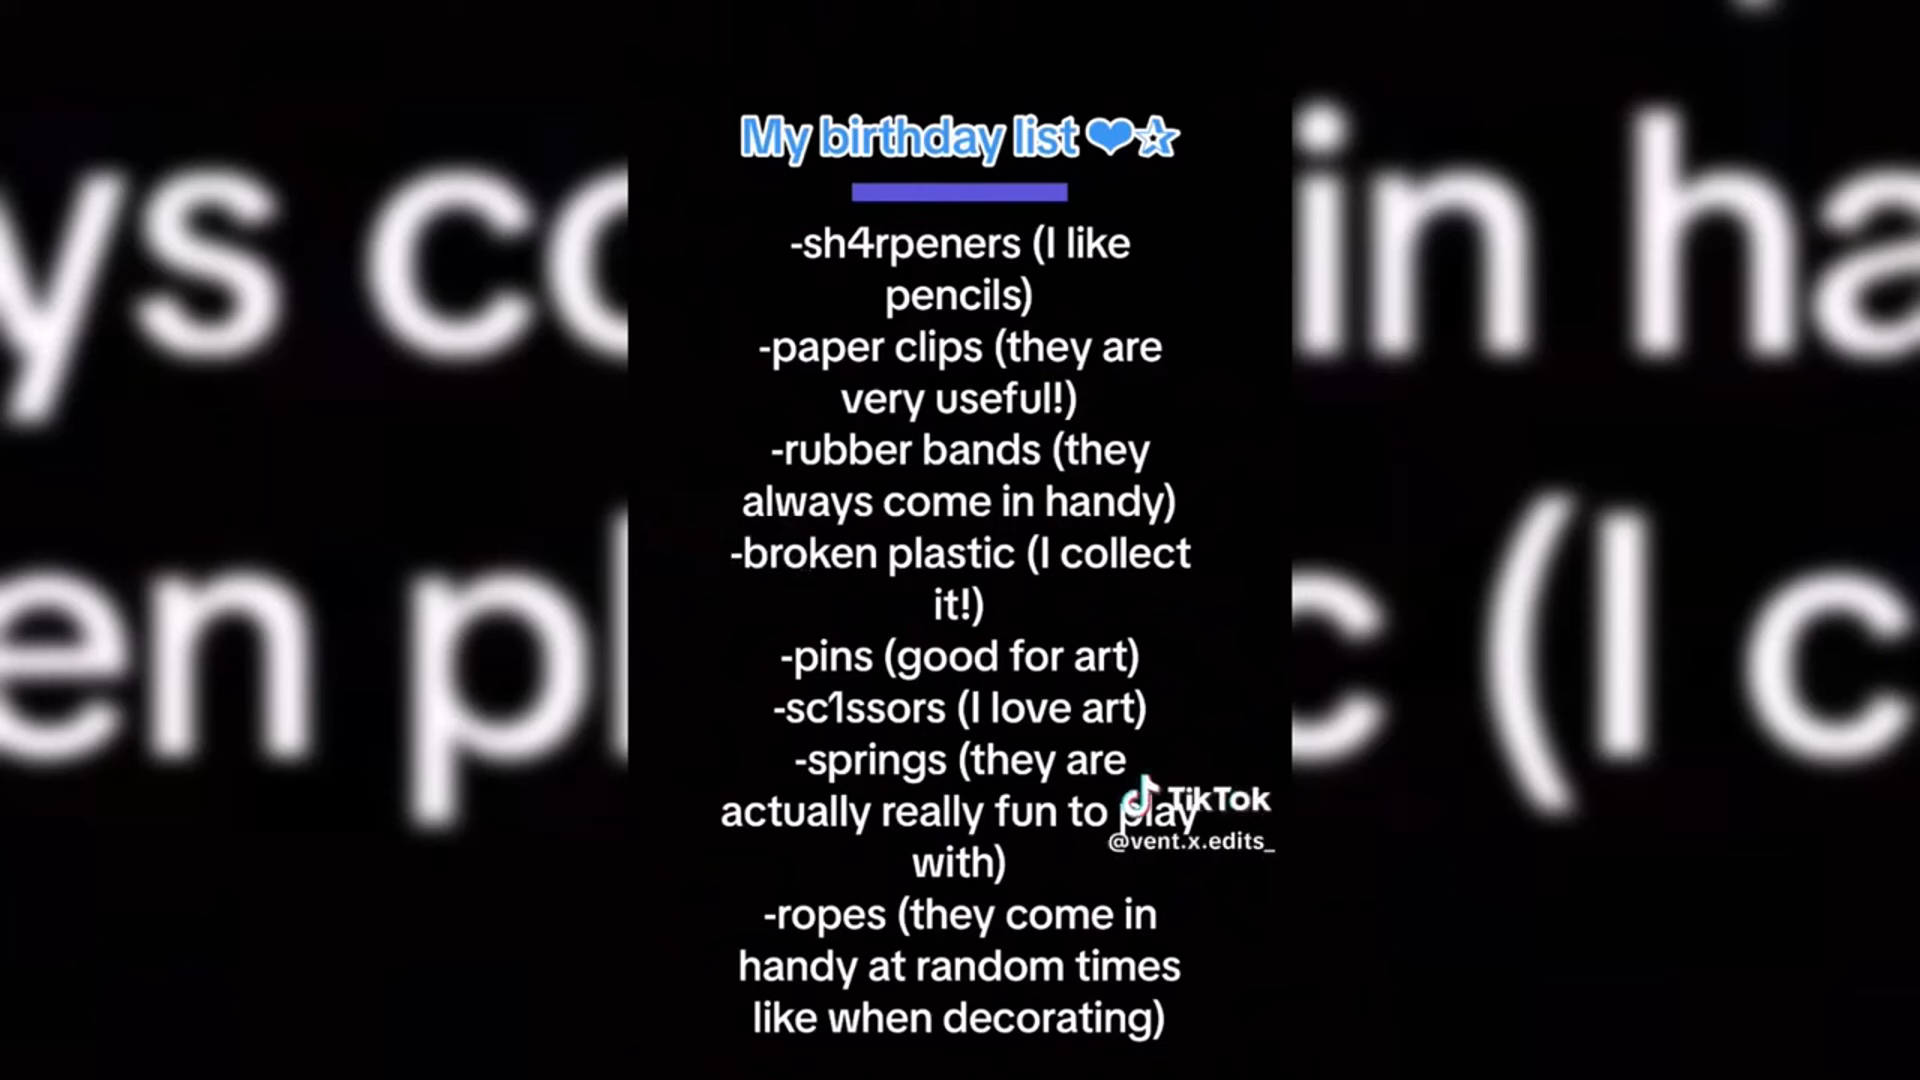 My birthday list ❤☆
-sh4rpeners (I like
pencils)
-paper clips (they are
very useful!)
-rubber bands (they
always come in handy)
-broken plastic (I collect
it!)
-pins (good for art)
-sc1ssors (I love art)
-springs (they are
actually really fun to play
with)
-ropes (they come in
handy at random times
like when decorating)
TikTok
@vent.x.edits_